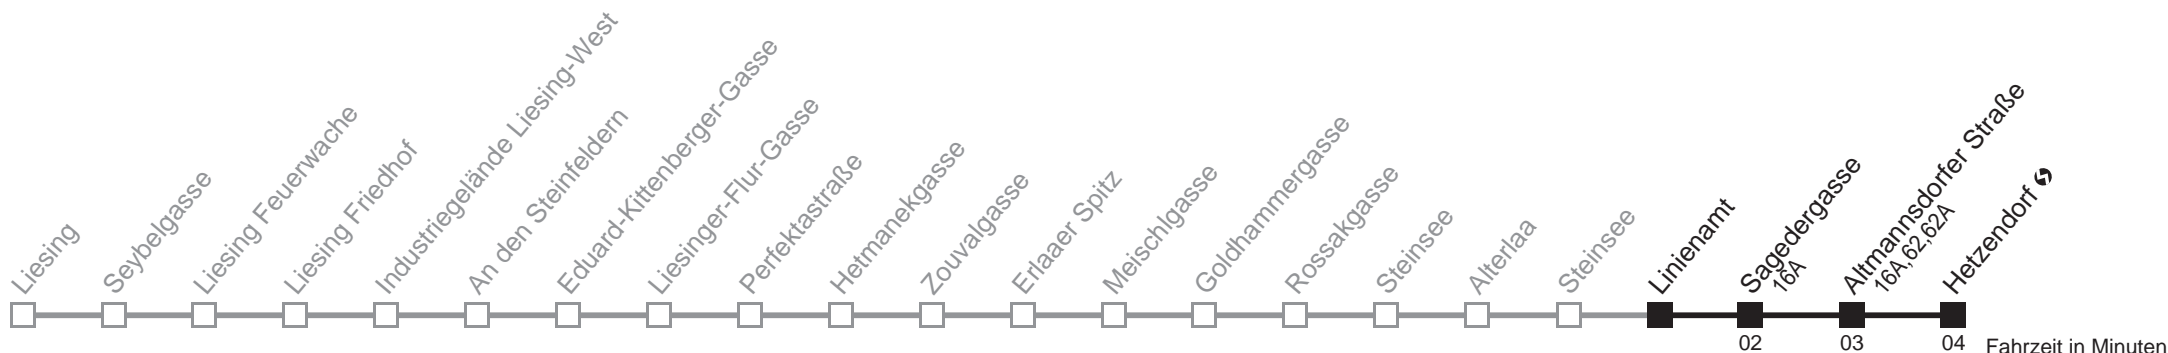 Liesing
Seybelgasse
Liesing Feuerwache
Liesing Friedhof
Industriegelände Liesing-West
An den Steinfeldern
Eduard-Kittenberger-Gasse
Liesinger-Flur-Gasse
Perfektastraße
Hetmanekgasse
Zouvalgasse
Erlaaer Spitz
Meischlgasse
Goldhammergasse
Rossakgasse
Steinsee
Alterlaa
Steinsee
Linienamt
Sagedergasse
16A
Altmannsdorfer Straße
16A,62,62A
Hetzendorf
02
03
04
Fahrzeit in Minuten